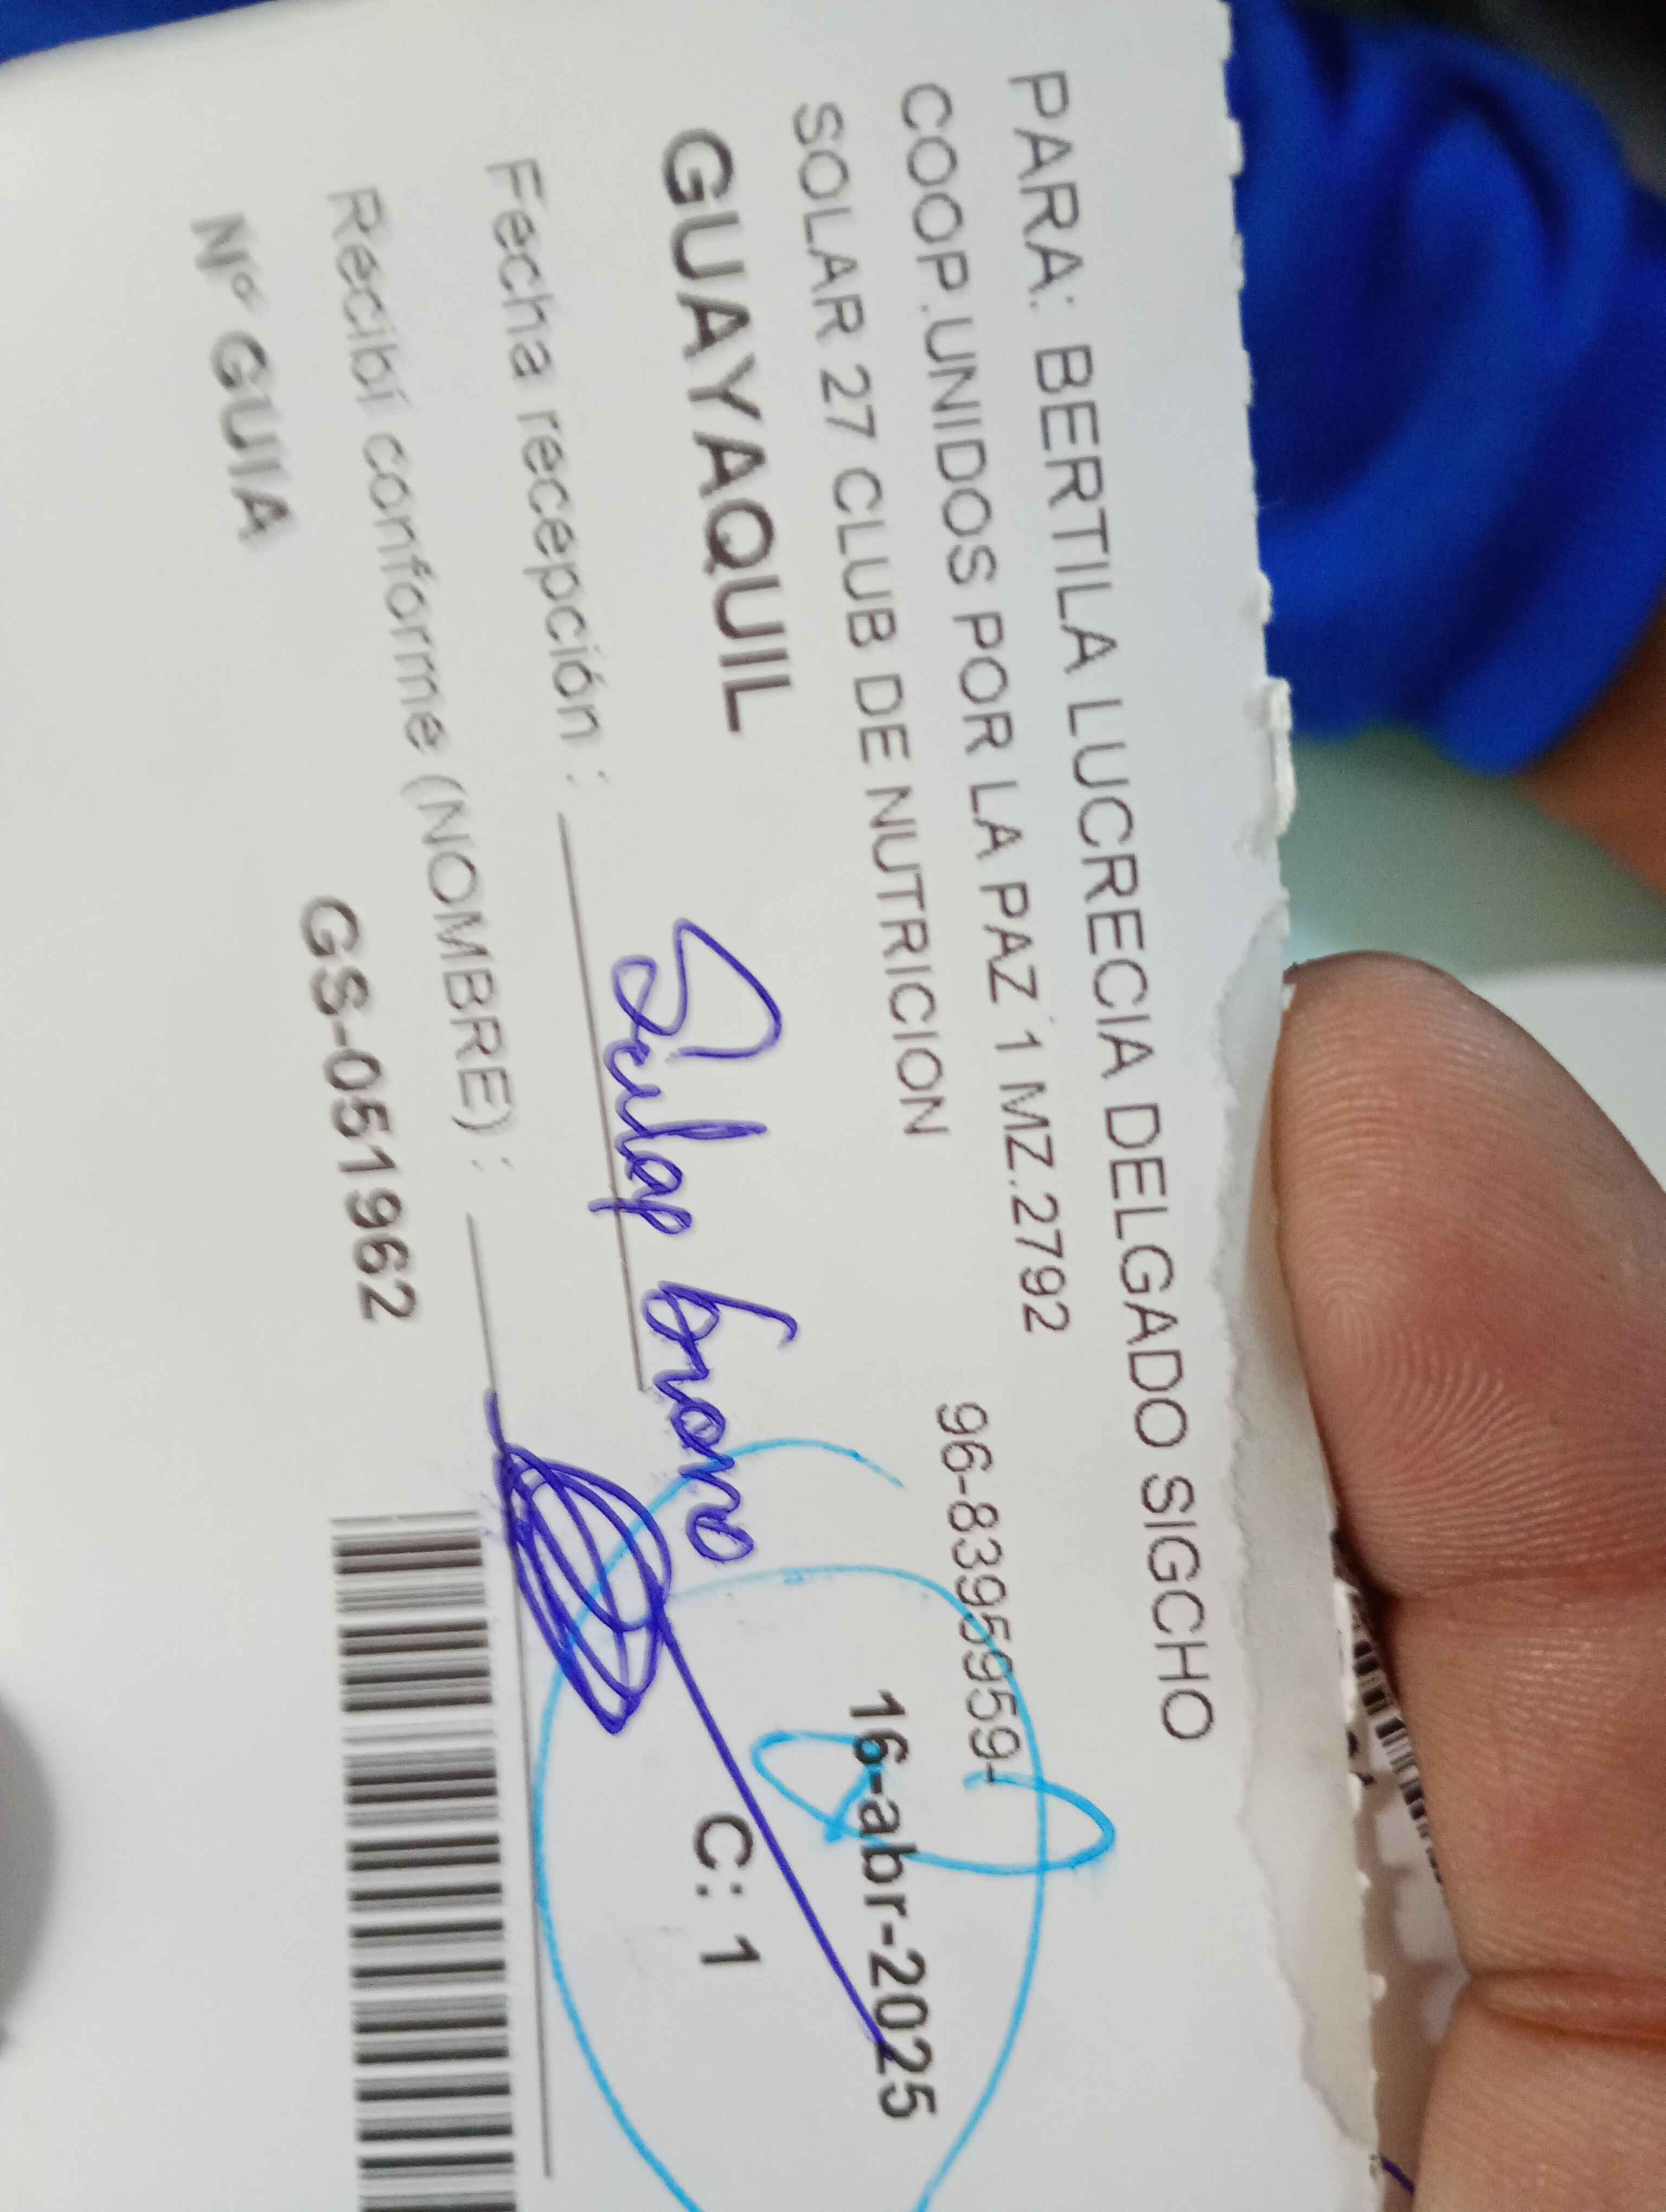 PARA: BERTILA LUCRECIA DELGADO SIGCHO
COOP.UNIDOS POR LA PAZ 1 MZ.2792
SOLAR 27 CLUB DE NUTRICION 96-83959594
GUAYAQUIL 16-abr-2025
Fecha recepción :
C: 1
Recibí conforme (NOMBRE) :
Nº GUIA GS-051962